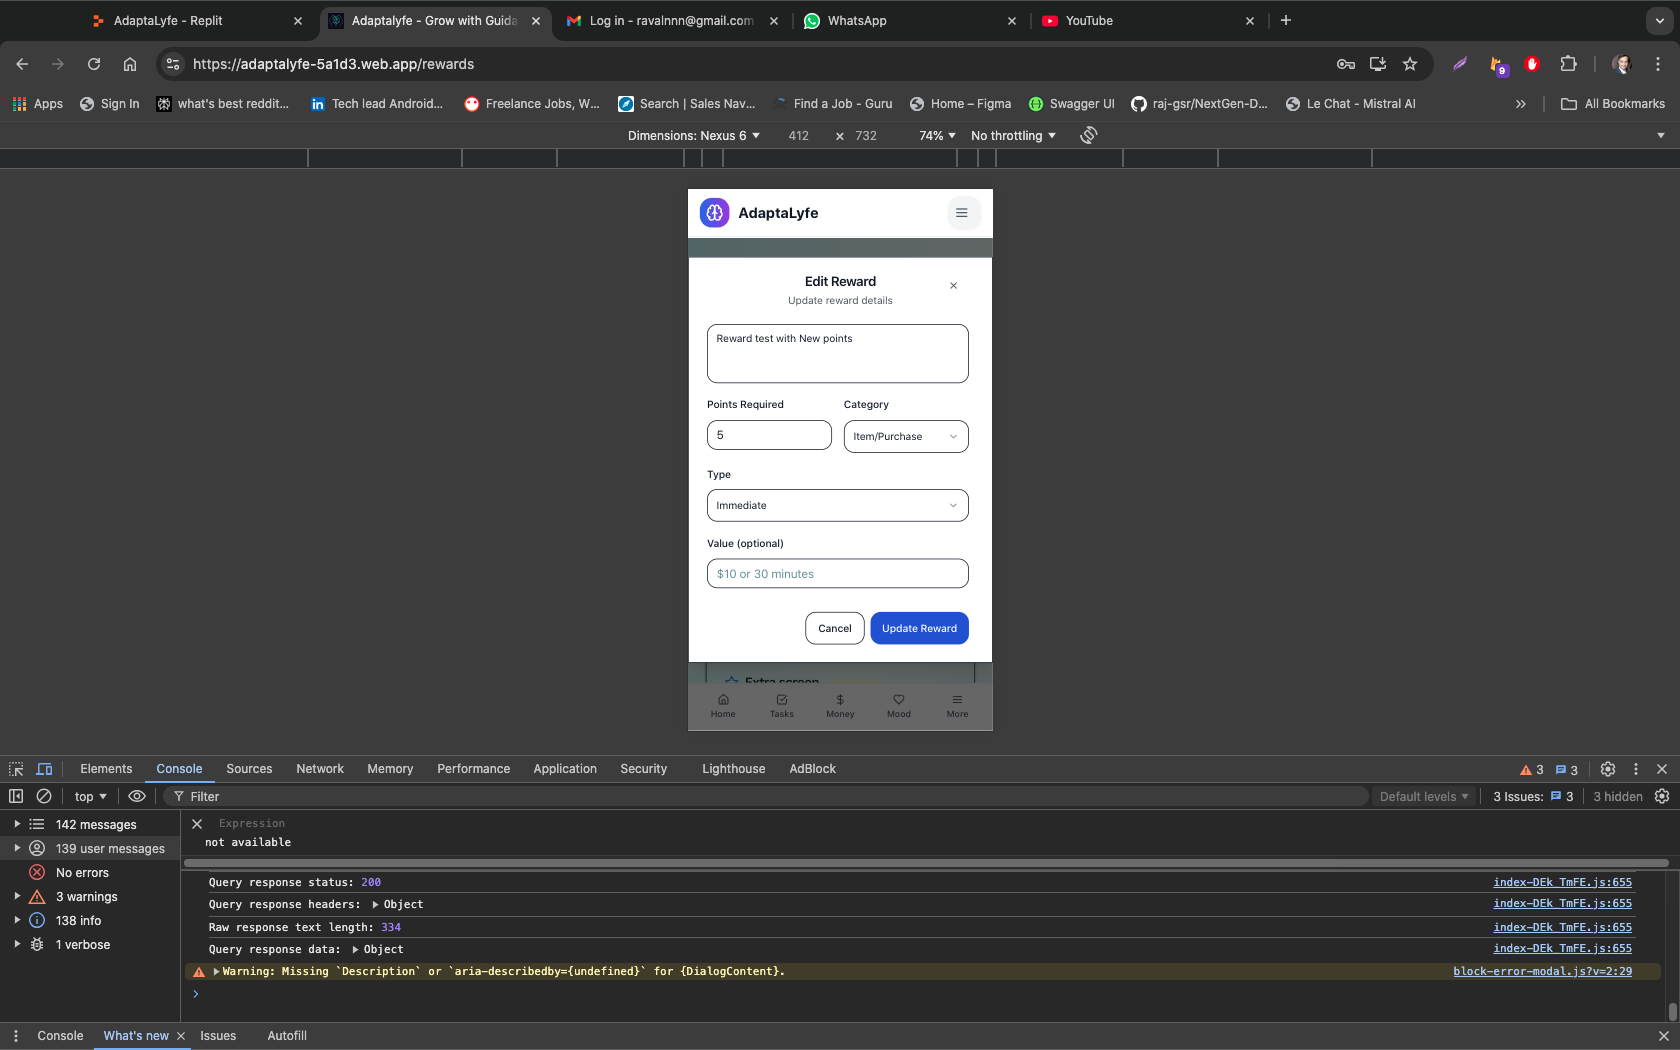 AdaptaLyfe - Replit
Adaptalyfe - Grow with Guida
Log in - ravalnnn@gmail.com
WhatsApp
YouTube
https://adaptalyfe-5a1d3.web.app/rewards
9
Apps
Sign In
what's best reddit...
Tech lead Android...
Freelance Jobs, W...
Search | Sales Nav...
Find a Job - Guru
Home – Figma
Swagger UI
raj-gsr/NextGen-D...
Le Chat - Mistral AI
All Bookmarks
Dimensions: Nexus 6
412 × 732
74%
No throttling
AdaptaLyfe
Edit Reward
Update reward details
Reward test with New points
Points Required
Category
5
Item/Purchase
Type
Immediate
Value (optional)
$10 or 30 minutes
Cancel
Update Reward
Extra screen
Home
Tasks
Money
Mood
More
Elements
Console
Sources
Network
Memory
Performance
Application
Security
Lighthouse
AdBlock
3
3
top
Filter
Default levels
3 Issues: 3
3 hidden
142 messages
139 user messages
No errors
3 warnings
138 info
1 verbose
Expression
not available
Query response status: 200 index-DEk_TmFE.js:655
Query response headers: Object index-DEk_TmFE.js:655
Raw response text length: 334 index-DEk_TmFE.js:655
Query response data: Object index-DEk_TmFE.js:655
Warning: Missing `Description` or `aria-describedby={undefined}` for {DialogContent}. block-error-modal.js?v=2:29
Console
What's new
Issues
Autofill